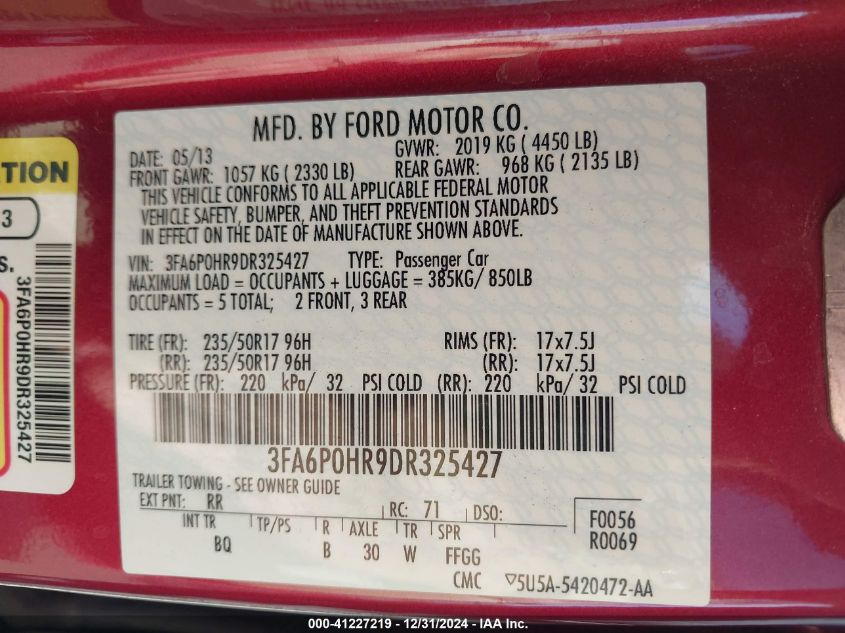 MFD. BY FORD MOTOR CO.
DATE: 05/13 GVWR: 2019 KG ( 4450 LB)
FRONT GAWR: 1057 KG ( 2330 LB) REAR GAWR: 968 KG ( 2135 LB)
THIS VEHICLE CONFORMS TO ALL APPLICABLE FEDERAL MOTOR
VEHICLE SAFETY, BUMPER, AND THEFT PREVENTION STANDARDS
IN EFFECT ON THE DATE OF MANUFACTURE SHOWN ABOVE.
VIN: 3FA6P0HR9DR325427 TYPE: Passenger Car
MAXIMUM LOAD = OCCUPANTS + LUGGAGE = 385KG/ 850LB
OCCUPANTS = 5 TOTAL; 2 FRONT, 3 REAR
TIRE (FR): 235/50R17 96H RIMS (FR): 17x7.5J
(RR): 235/50R17 96H (RR): 17x7.5J
PRESSURE (FR): 220 kPa/ 32 PSI COLD (RR): 220 kPa/ 32 PSI COLD
3FA6P0HR9DR325427
TRAILER TOWING - SEE OWNER GUIDE
EXT PNT: RR RC: 71 DSO: F0056
INT TR TP/PS R AXLE TR SPR R0069
BQ B 30 W FFGG
CMC ▽5U5A-5420472-AA
TION
3
S.
3FA6P0HR9DR325427
000-41227219 - 12/31/2024 - IAA Inc.